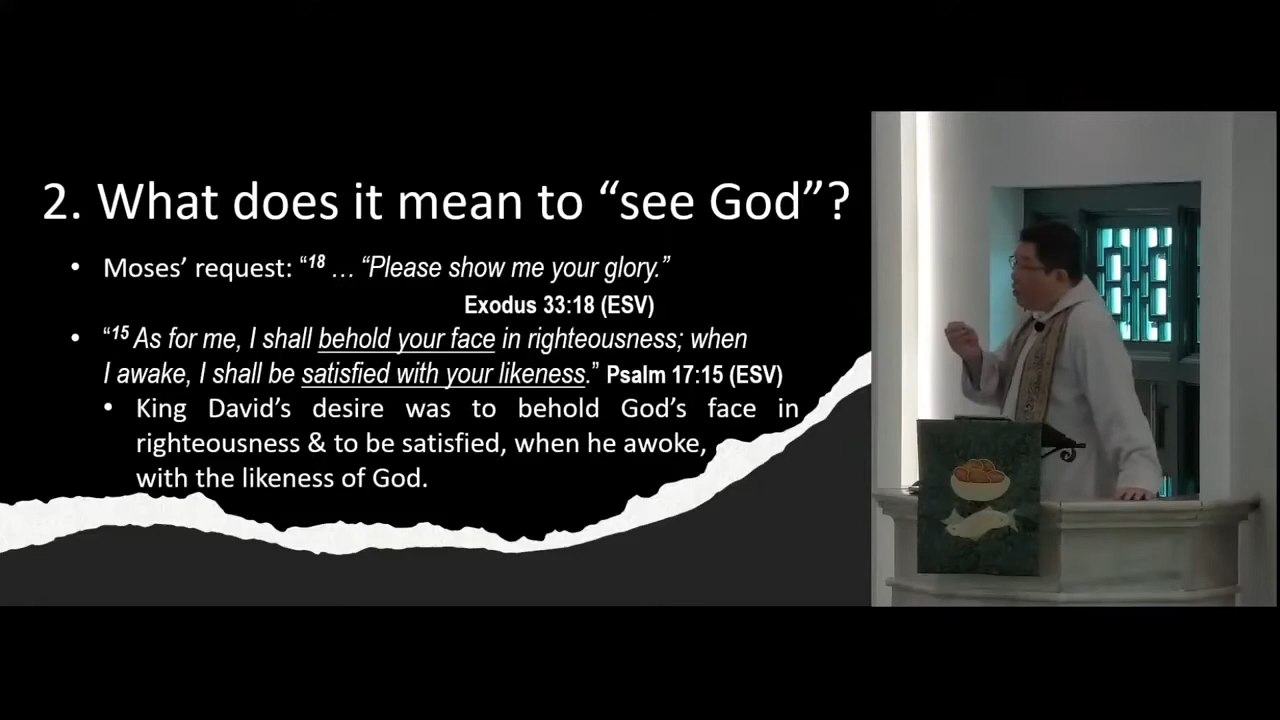 2. What does it mean to “see God”?
• Moses’ request: “18 … “Please show me your glory.”
Exodus 33:18 (ESV)
• “15 As for me, I shall behold your face in righteousness; when
I awake, I shall be satisfied with your likeness.” Psalm 17:15 (ESV)
• King David’s desire was to behold God’s face in
righteousness & to be satisfied, when he awoke,
with the likeness of God.